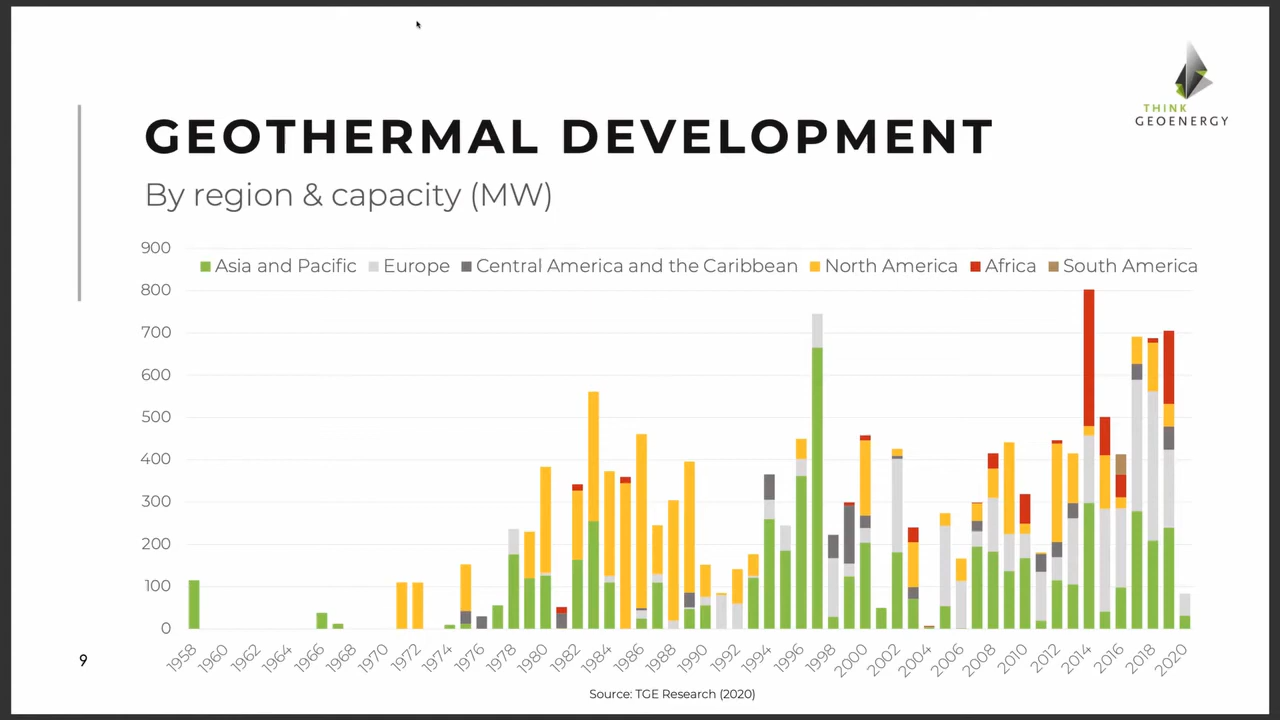 THINK
GEOENERGY
GEOTHERMAL DEVELOPMENT
By region & capacity (MW)
900
Asia and Pacific Europe Central America and the Caribbean North America Africa South America
800
700
600
500
400
300
200
100
0
1958 1960 1962 1964 1966 1968 1970 1972 1974 1976 1978 1980 1982 1984 1986 1988 1990 1992 1994 1996 1998 2000 2002 2004 2006 2008 2010 2012 2014 2016 2018 2020
9
Source: TGE Research (2020)